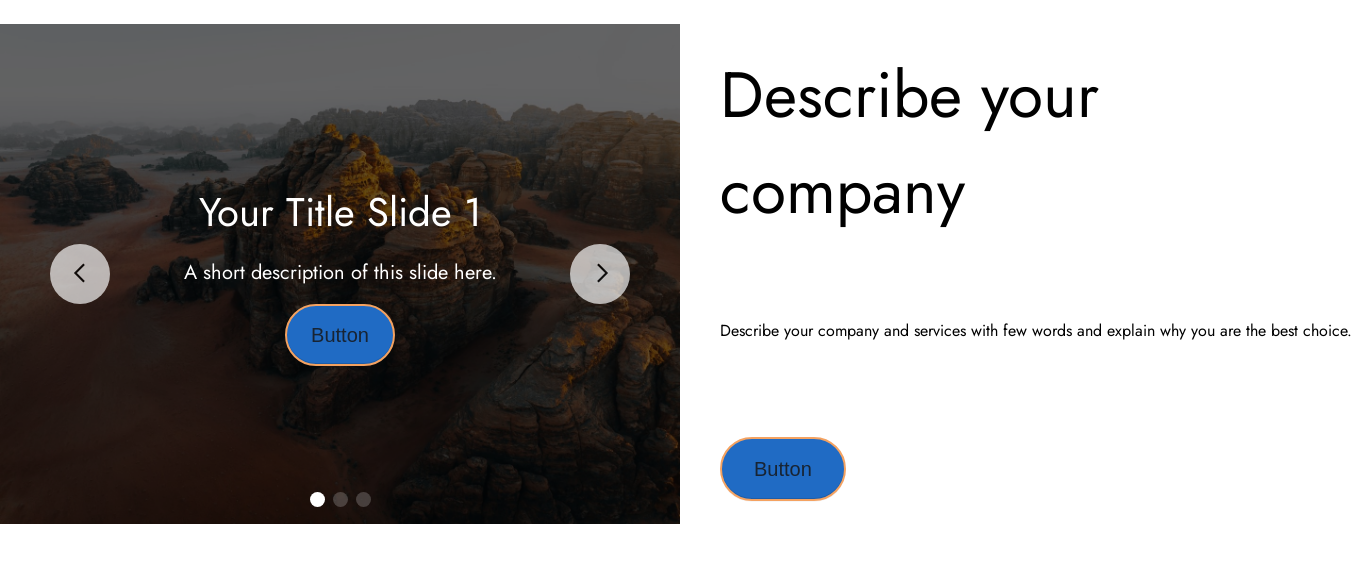 Your Title Slide 1
A short description of this slide here.
Button
Describe your
company
Describe your company and services with few words and explain why you are the best choice.
Button